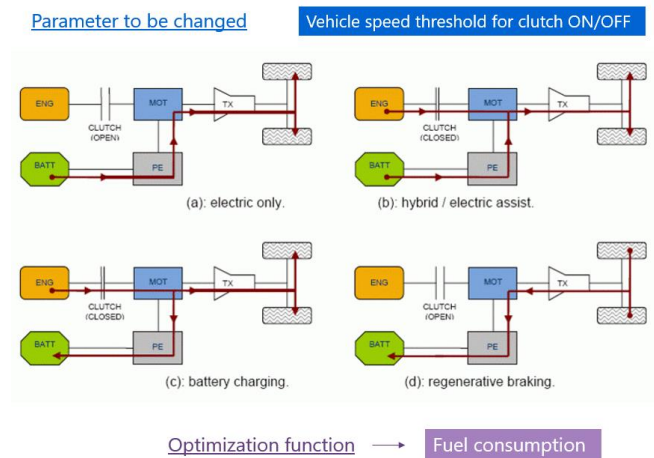 Parameter to be changed
Vehicle speed threshold for clutch ON/OFF
ENG
MOT
TX
CLUTCH
(OPEN)
BATT
PE
(a): electric only.
ENG
MOT
TX
CLUTCH
(CLOSED)
BATT
PE
(b): hybrid / electric assist.
ENG
MOT
TX
CLUTCH
(CLOSED)
BATT
PE
(c): battery charging.
ENG
MOT
TX
CLUTCH
(OPEN)
BATT
PE
(d): regenerative braking.
Optimization function
Fuel consumption